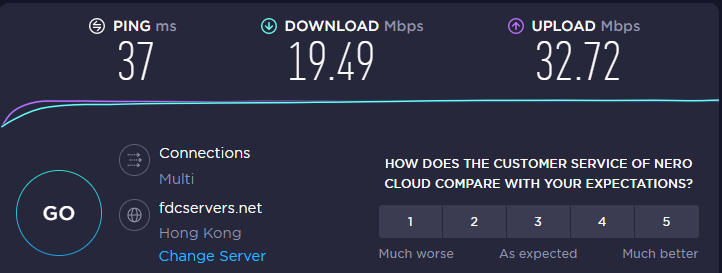 PING ms
DOWNLOAD Mbps
UPLOAD Mbps
37
19.49
32.72
GO
Connections
Multi
fdcservers.net
Hong Kong
Change Server
HOW DOES THE CUSTOMER SERVICE OF NERO
CLOUD COMPARE WITH YOUR EXPECTATIONS?
1 2 3 4 5
Much worse As expected Much better